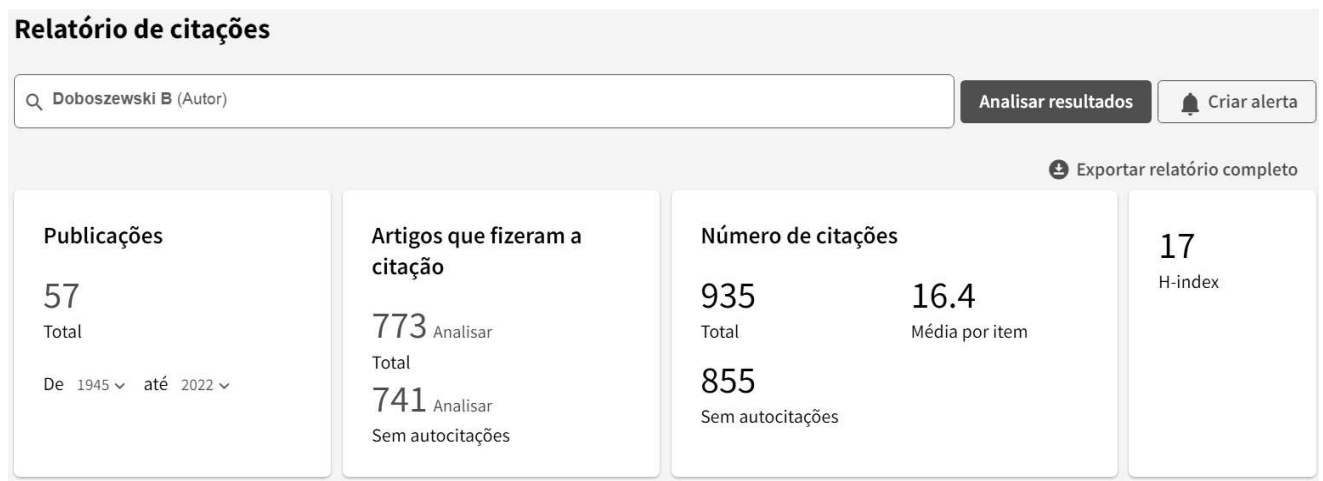 Relatório de citações
Doboszewski B (Autor)
Analisar resultados
Criar alerta
Exportar relatório completo
Publicações
57
Total
De 1945 até 2022
Artigos que fizeram a
citação
773 Analisar
Total
741 Analisar
Sem autocitações
Número de citações
935
Total
16.4
Média por item
855
Sem autocitações
17
H-index